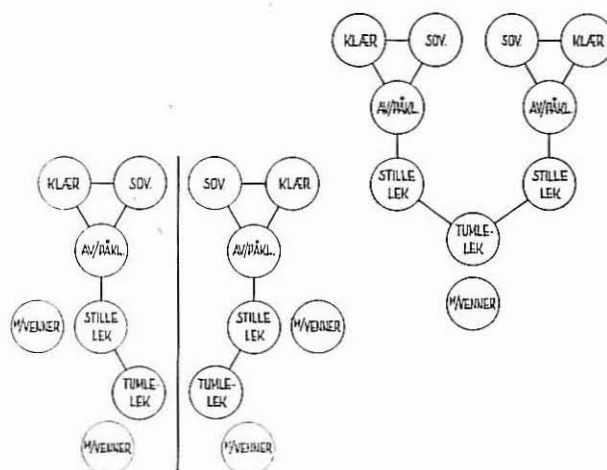 KLÆR
SOV.
SOV.
KLÆR
AV/PÅKL.
AV/PÅKL.
STILLE
LEK
STILLE
LEK
TUMLE-
LEK
M/VENNER
KLÆR
SOV.
SOV.
KLÆR
AV/PÅKL.
AV/PÅKL.
M/VENNER
STILLE
LEK
STILLE
LEK
M/VENNER
TUMLE-
LEK
TUMLE-
LEK
M/VENNER
M/VENNER